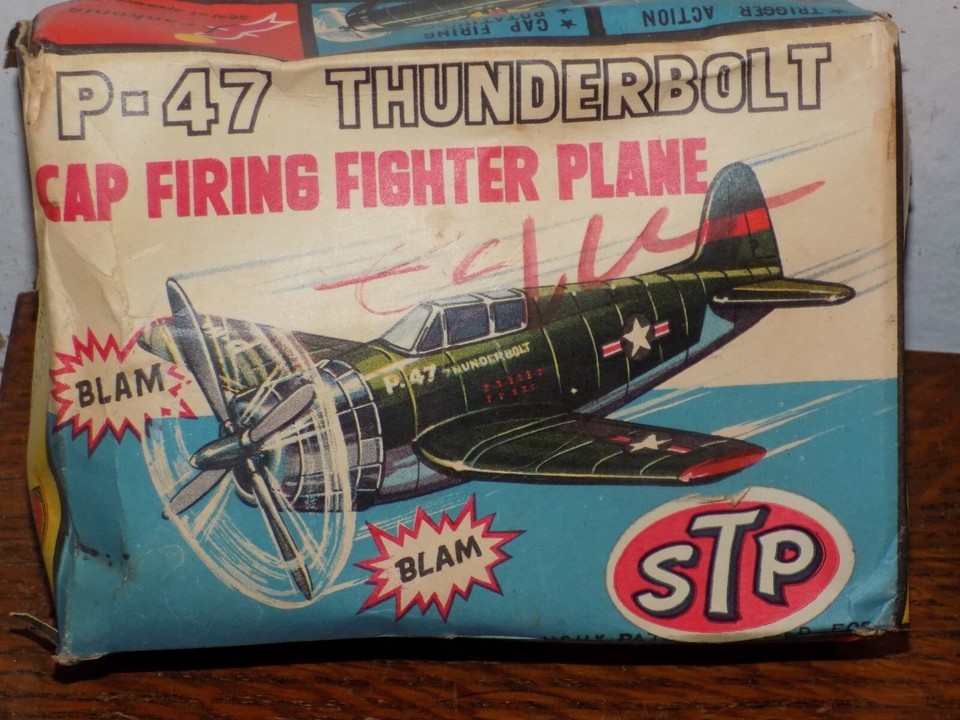 ★ TRIGGER ACTION
★ CAP FIRING
P-47 THUNDERBOLT
CAP FIRING FIGHTER PLANE
P-47 THUNDERBOLT
BLAM
BLAM
STP